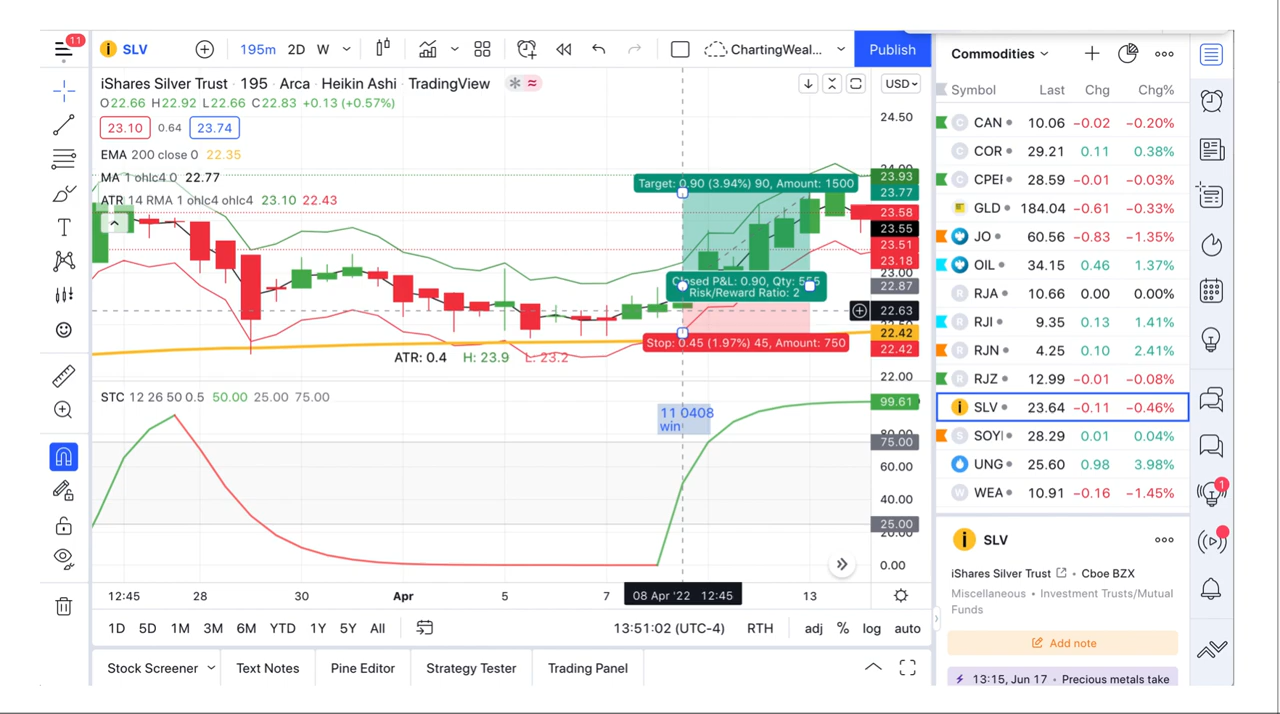 11
SLV
195m 2D W
ChartingWeal...
Publish
iShares Silver Trust · 195 · Arca · Heikin Ashi · TradingView
USD
O22.66 H22.92 L22.66 C22.83 +0.13 (+0.57%)
23.10 0.64 23.74
EMA 200 close 0 22.35
MA 1 ohlc4 0 22.77
ATR 14 RMA 1 ohlc4 ohlc4 23.10 22.43
24.50
24.00
23.93
23.77
23.58
23.55
23.51
23.18
23.00
22.87
22.63
22.42
22.42
22.00
Target: 0.90 (3.94%) 90, Amount: 1500
Closed P&L: 0.90, Qty: 555
Risk/Reward Ratio: 2
Stop: 0.45 (1.97%) 45, Amount: 750
ATR: 0.4 H: 23.9 L: 23.2
STC 12 26 50 0.5 50.00 25.00 75.00
11 0408
win
99.61
80.00
75.00
60.00
40.00
25.00
20.00
0.00
12:45 28 30 Apr 5 7 08 Apr '22 12:45 13
1D 5D 1M 3M 6M YTD 1Y 5Y All
13:51:02 (UTC-4) RTH adj % log auto
Stock Screener Text Notes Pine Editor Strategy Tester Trading Panel
Commodities
Symbol Last Chg Chg%
CAN 10.06 −0.02 −0.20%
COR 29.21 0.11 0.38%
CPEI 28.59 −0.01 −0.03%
GLD 184.04 −0.61 −0.33%
JO 60.56 −0.83 −1.35%
OIL 34.15 0.46 1.37%
RJA 10.66 0.00 0.00%
RJI 9.35 0.13 1.41%
RJN 4.25 0.10 2.41%
RJZ 12.99 −0.01 −0.08%
SLV 23.64 −0.11 −0.46%
SOYI 28.29 0.01 0.04%
UNG 25.60 0.98 3.98%
WEA 10.91 −0.16 −1.45%
SLV
iShares Silver Trust • Cboe BZX
Miscellaneous • Investment Trusts/Mutual
Funds
Add note
13:15, Jun 17 • Precious metals take
1